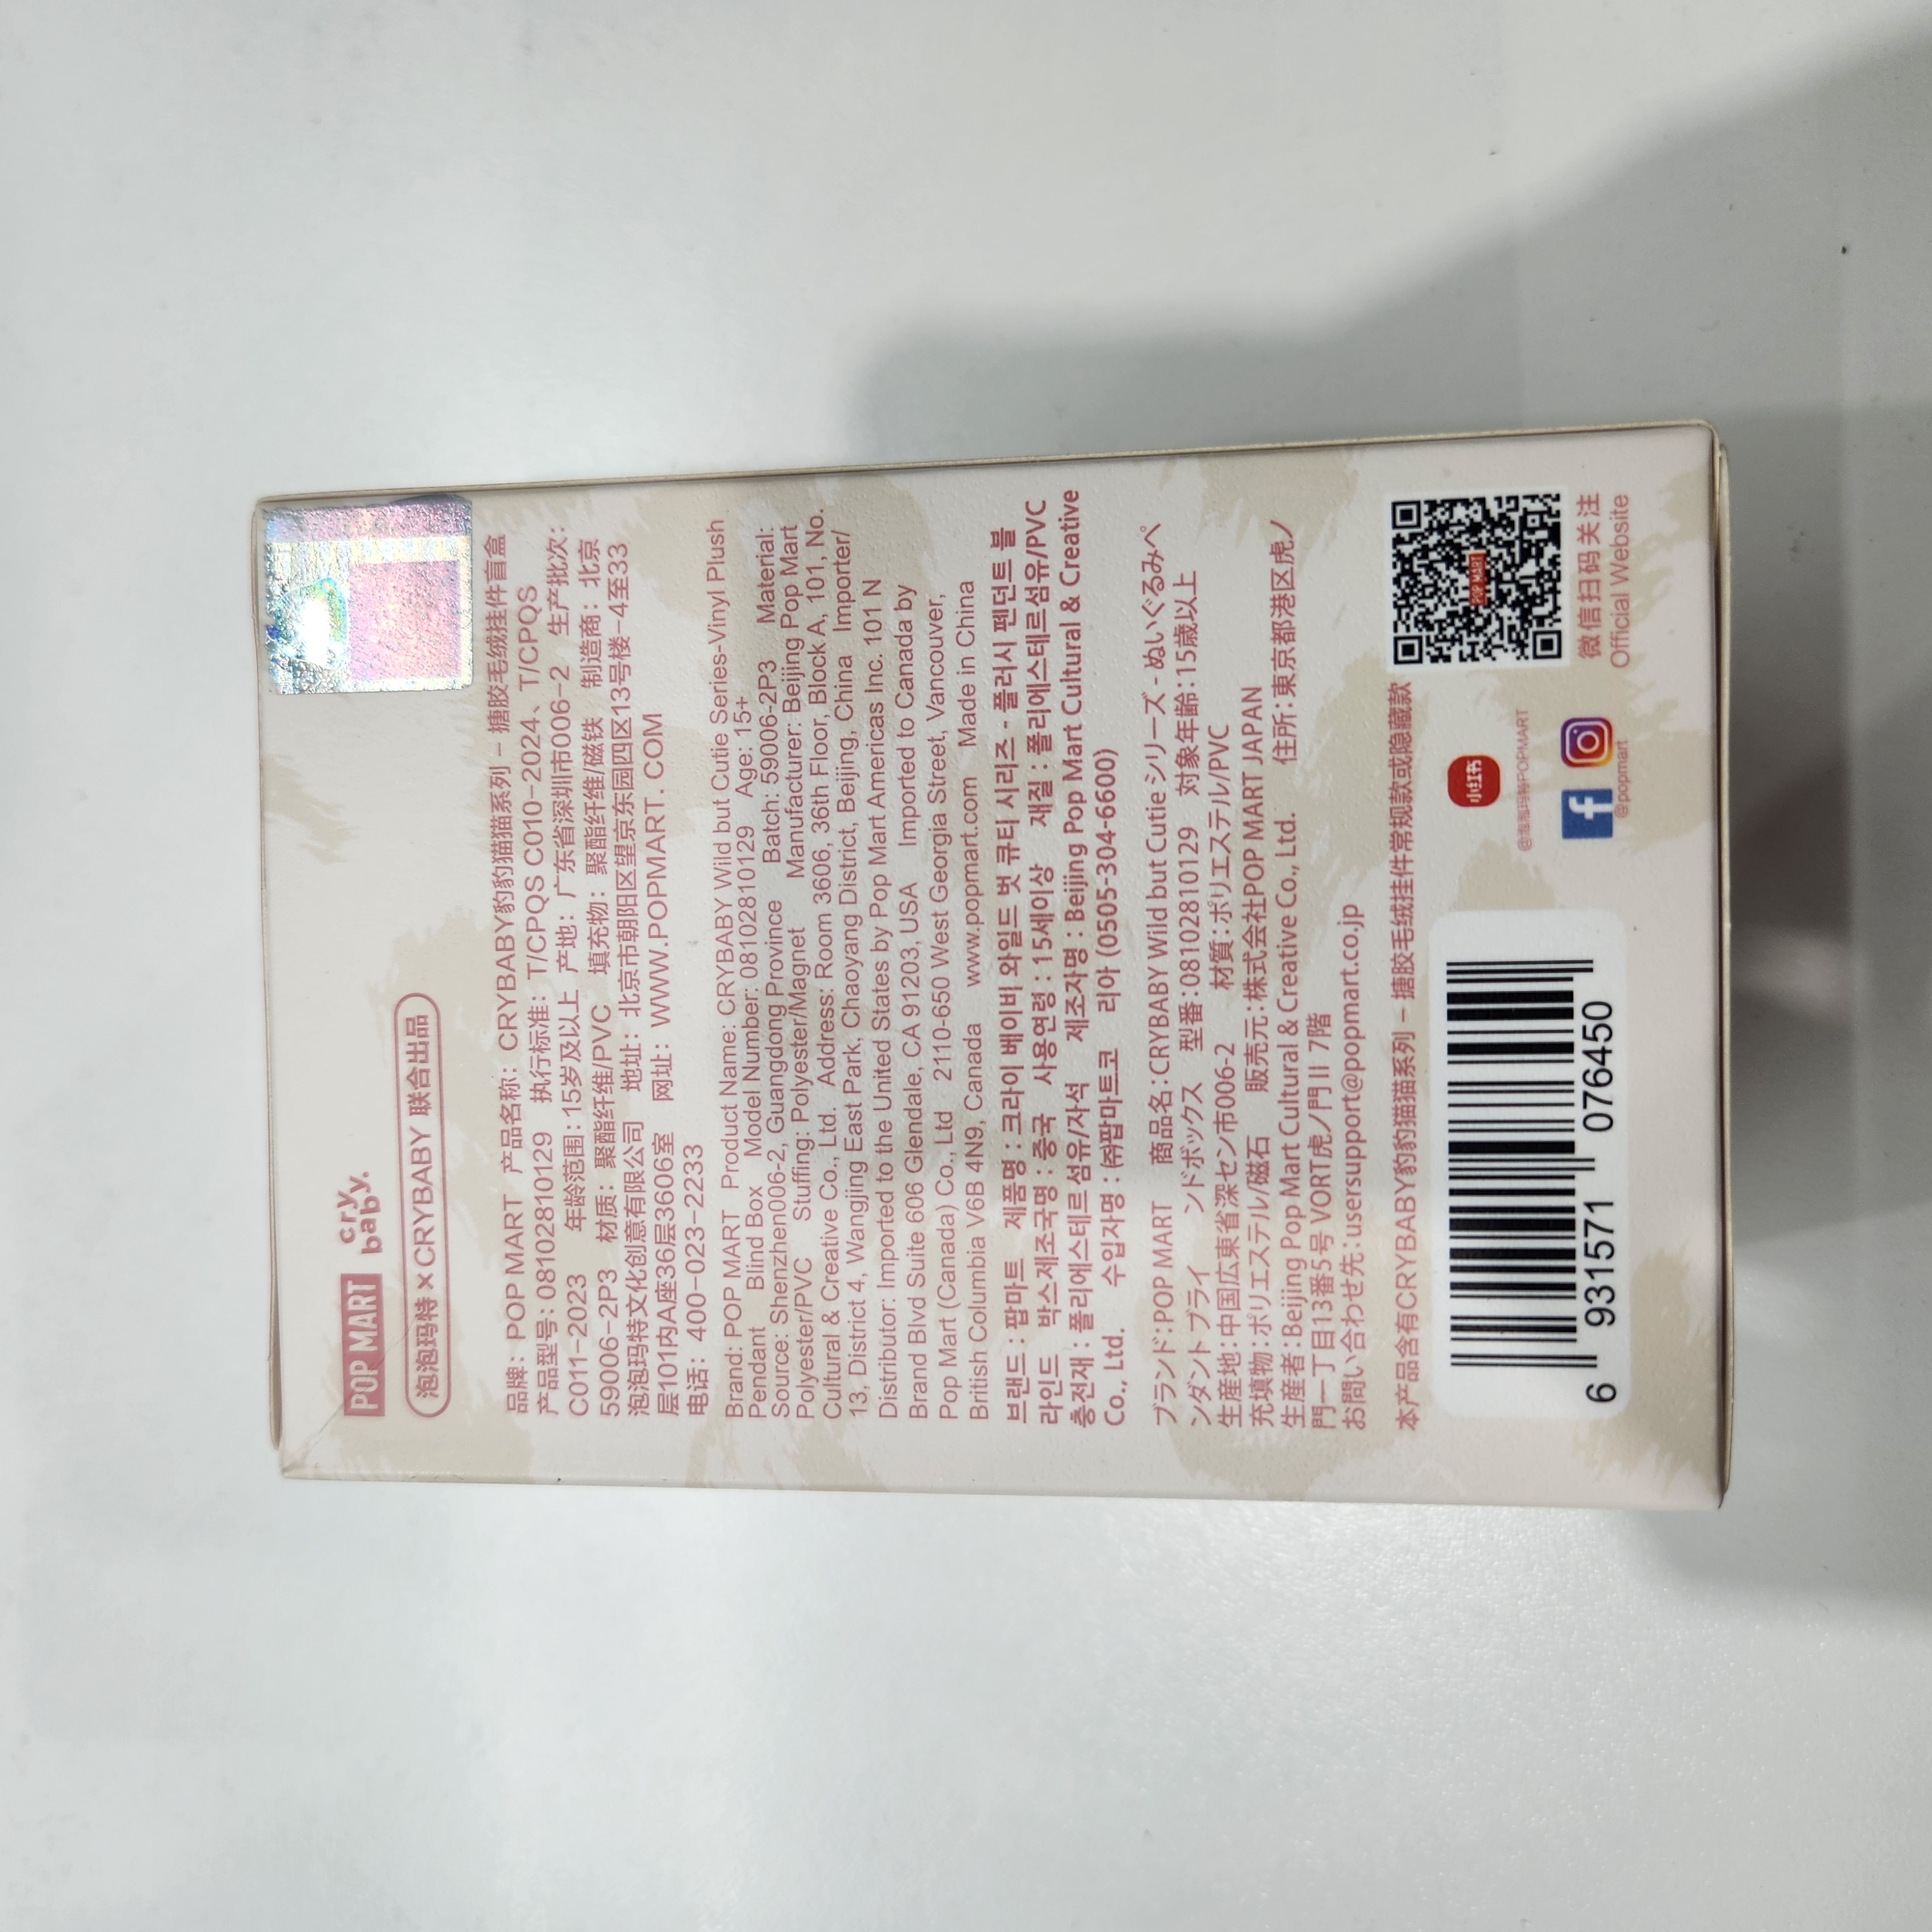 POP MART
cry
baby.
泡泡玛特×CRYBABY 联合出品
品牌：POP MART 产品名称：CRYBABY豹豹猫猫系列－搪胶毛绒挂件盲盒
产品型号：08102810129 执行标准：T/CPQS C010-2024、T/CPQS
C011-2023 年龄范围：15岁及以上 产地：广东省深圳市006-2 生产批次：
59006-2P3 材质：聚酯纤维/PVC 填充物：聚酯纤维/磁铁 制造商：北京
泡泡玛特文化创意有限公司 地址：北京市朝阳区望京东园四区13号楼-4至33
层101内A座36层3606室 网址：WWW.POPMART.COM
电话：400-023-2233
Brand: POP MART Product Name: CRYBABY Wild but Cutie Series-Vinyl Plush
Pendant Blind Box Model Number: 08102810129 Age: 15+
Source: Shenzhen006-2, Guangdong Province Batch: 59006-2P3 Material:
Polyester/PVC Stuffing: Polyester/Magnet Manufacturer: Beijing Pop Mart
Cultural & Creative Co., Ltd. Address: Room 3606, 36th Floor, Block A, 101, No.
13, District 4, Wangjing East Park, Chaoyang District, Beijing, China Importer/
Distributor: Imported to the United States by Pop Mart Americas Inc. 101 N
Brand Blvd Suite 606 Glendale, CA 91203, USA Imported to Canada by
Pop Mart (Canada) Co., Ltd 2110-650 West Georgia Street, Vancouver,
British Columbia V6B 4N9, Canada www.popmart.com Made in China
브랜드 : 팝마트 제품명 : 크라이 베이비 와일드 벗 큐티 시리즈 - 플러시 펜던트 블
라인드 박스제조국명 : 중국 사용연령 : 15세이상 재질 : 폴리에스테르섬유/PVC
충전재 : 폴리에스테르섬유/자석 제조자명 : Beijing Pop Mart Cultural & Creative
Co., Ltd. 수입자명 : ㈜팝마트코 리아 (0505-304-6600)
ブランド:POP MART 商品名:CRYBABY Wild but Cutie シリーズ - ぬいぐるみペ
ンダント ブライ ンドボックス 型番:08102810129 対象年齢:15歳以上
生産地:中国広東省深セン市006-2 材質:ポリエステル/PVC
充填物:ポリエステル/磁石 販売元:株式会社POP MART JAPAN
生産者:Beijing Pop Mart Cultural & Creative Co., Ltd. 住所:東京都港区虎ノ
門一丁目13番5号 VORT虎ノ門II 7階
お問い合わせ先:usersupport@popmart.co.jp
本产品含有CRYBABY豹豹猫猫系列－搪胶毛绒挂件常规款或隐藏款
6 931571 076450
小红书
@泡泡玛特POPMART
@popmart
POP MART
微信扫码关注
Official Website